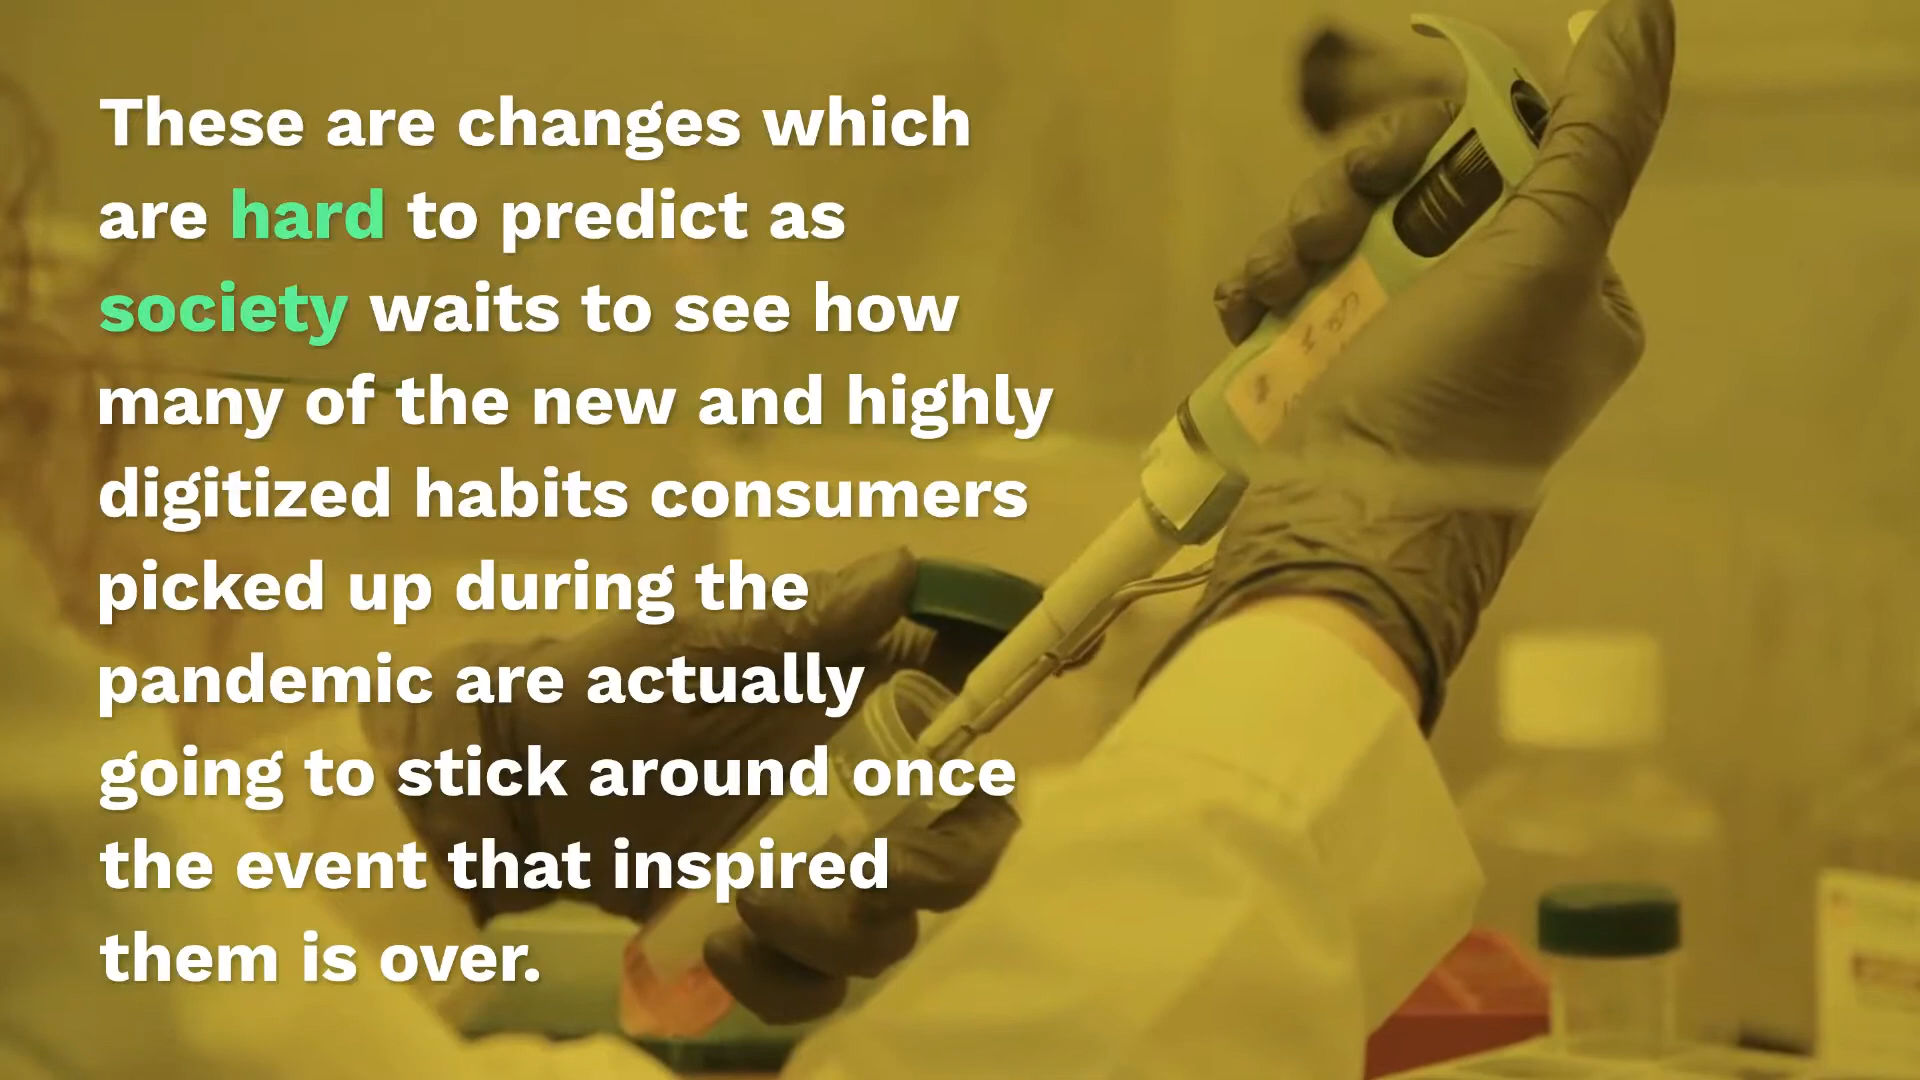 These are changes which
are hard to predict as
society waits to see how
many of the new and highly
digitized habits consumers
picked up during the
pandemic are actually
going to stick around once
the event that inspired
them is over.